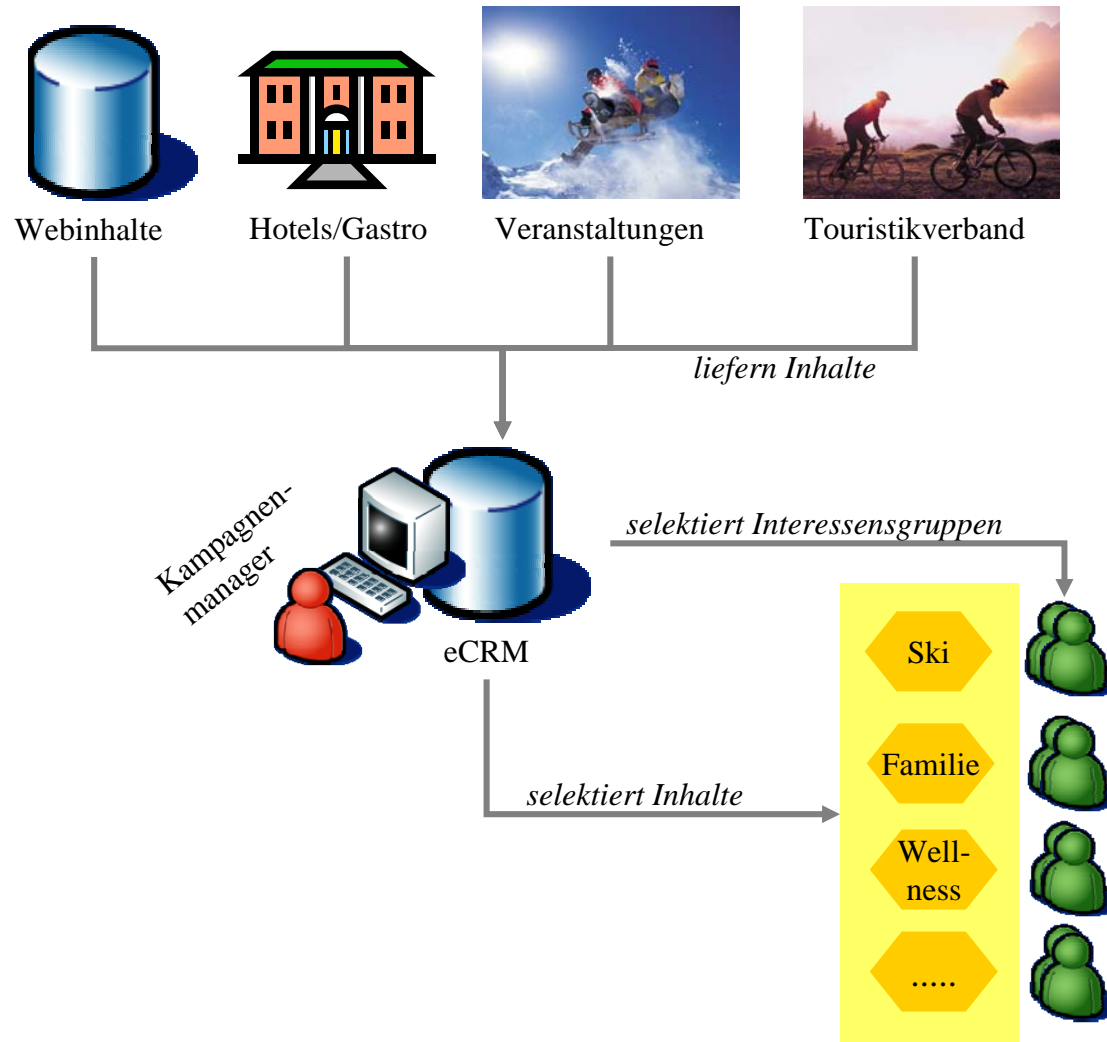 Webinhalte
Hotels/Gastro
Veranstaltungen
Touristikverband
liefern Inhalte
Kampagnen-
manager
eCRM
selektiert Interessensgruppen
selektiert Inhalte
Ski
Familie
Well-
ness
.....